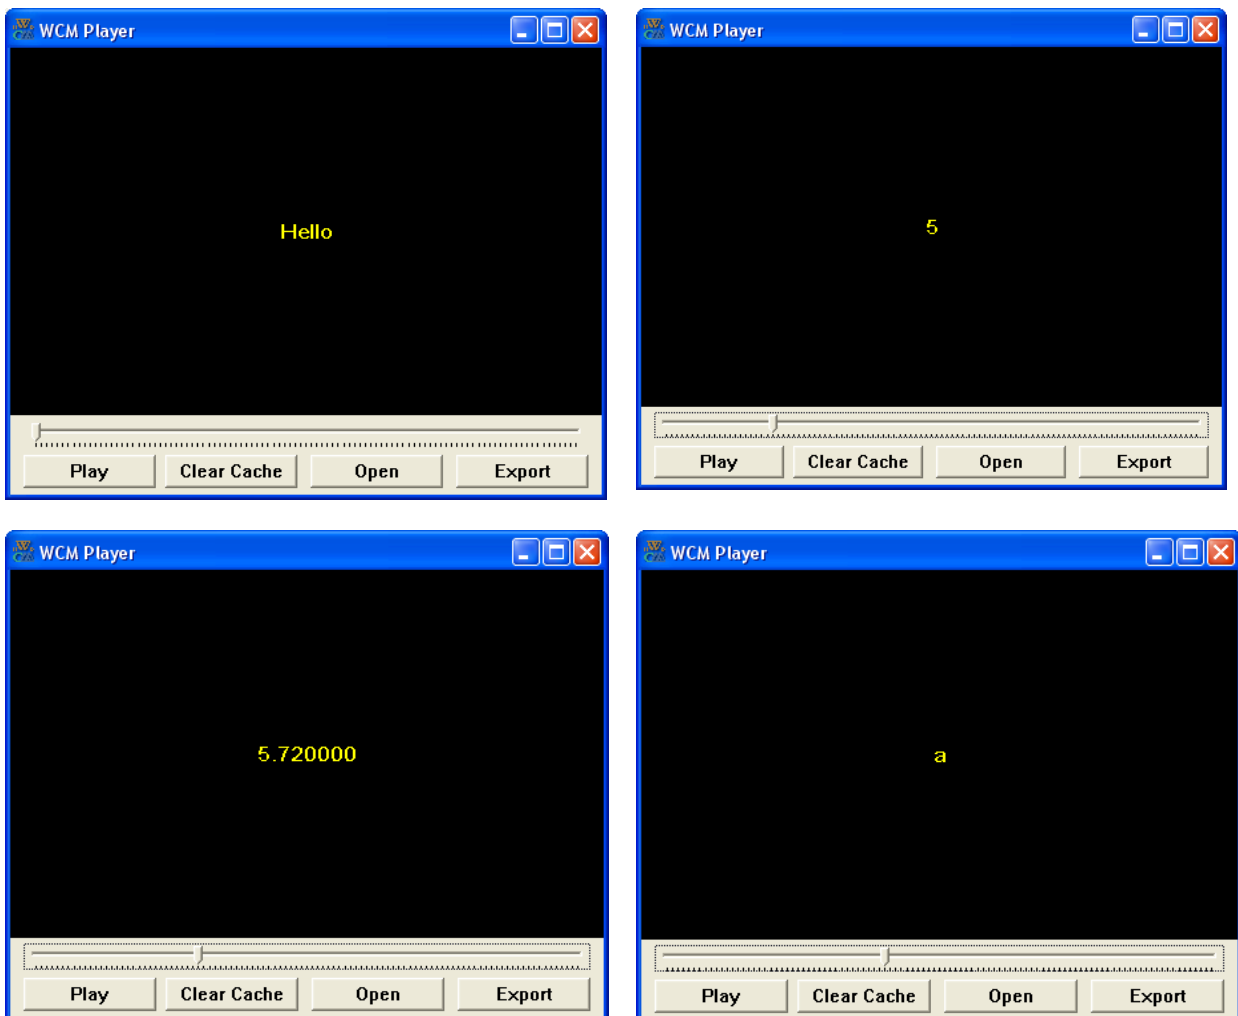 WCM Player
Hello
Play Clear Cache Open Export
WCM Player
5
Play Clear Cache Open Export
WCM Player
5.720000
Play Clear Cache Open Export
WCM Player
a
Play Clear Cache Open Export